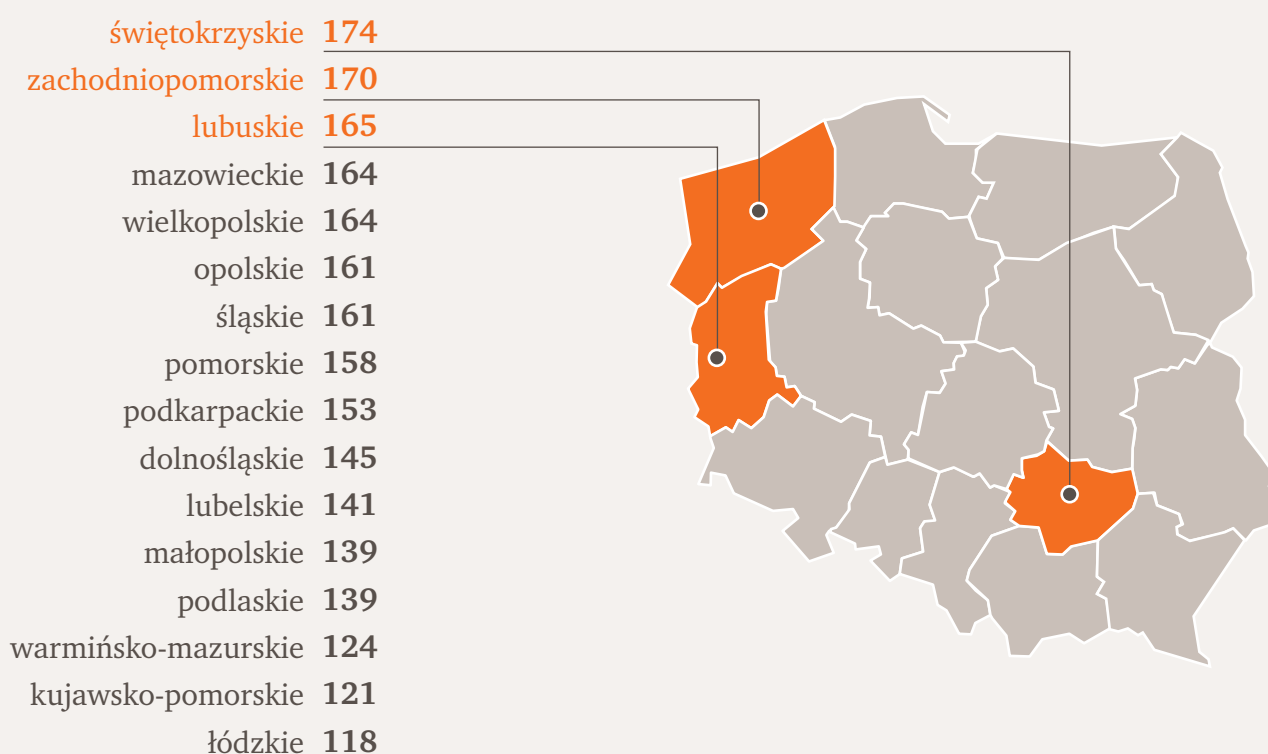 świętokrzyskie 174
zachodniopomorskie 170
lubuskie 165
mazowieckie 164
wielkopolskie 164
opolskie 161
śląskie 161
pomorskie 158
podkarpackie 153
dolnośląskie 145
lubelskie 141
małopolskie 139
podlaskie 139
warmińsko-mazurskie 124
kujawsko-pomorskie 121
łódzkie 118